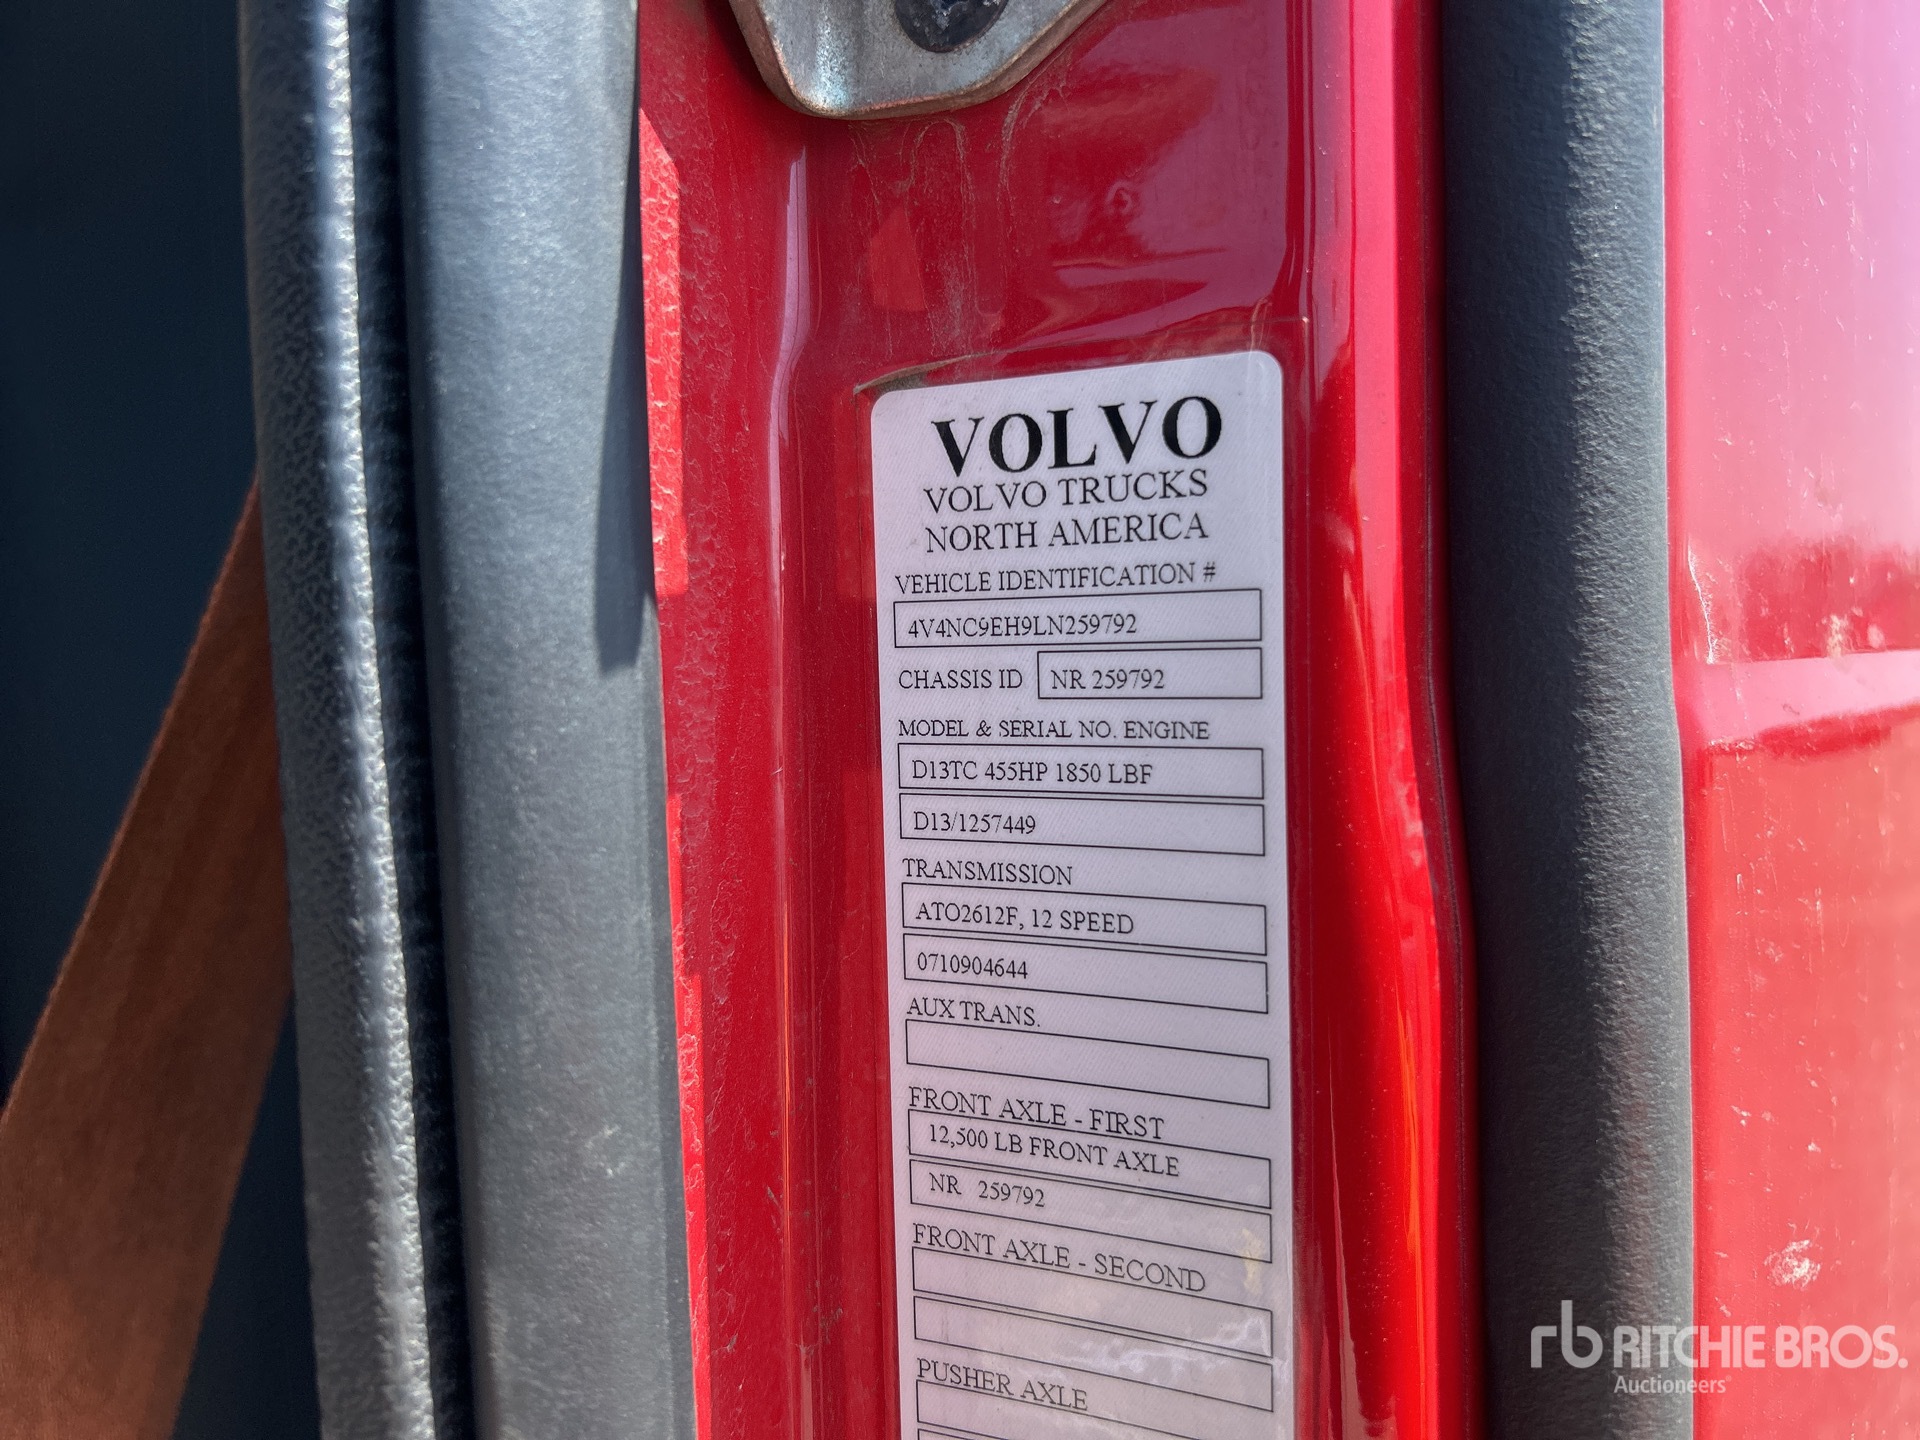 VOLVO
VOLVO TRUCKS
NORTH AMERICA
VEHICLE IDENTIFICATION #
4V4NC9EH9LN259792
CHASSIS ID NR 259792
MODEL & SERIAL NO. ENGINE
D13TC 455HP 1850 LBF
D13/1257449
TRANSMISSION
ATO2612F, 12 SPEED
0710904644
AUX TRANS.
FRONT AXLE - FIRST
12,500 LB FRONT AXLE
NR 259792
FRONT AXLE - SECOND
PUSHER AXLE
rb RITCHIE BROS.
Auctioneers